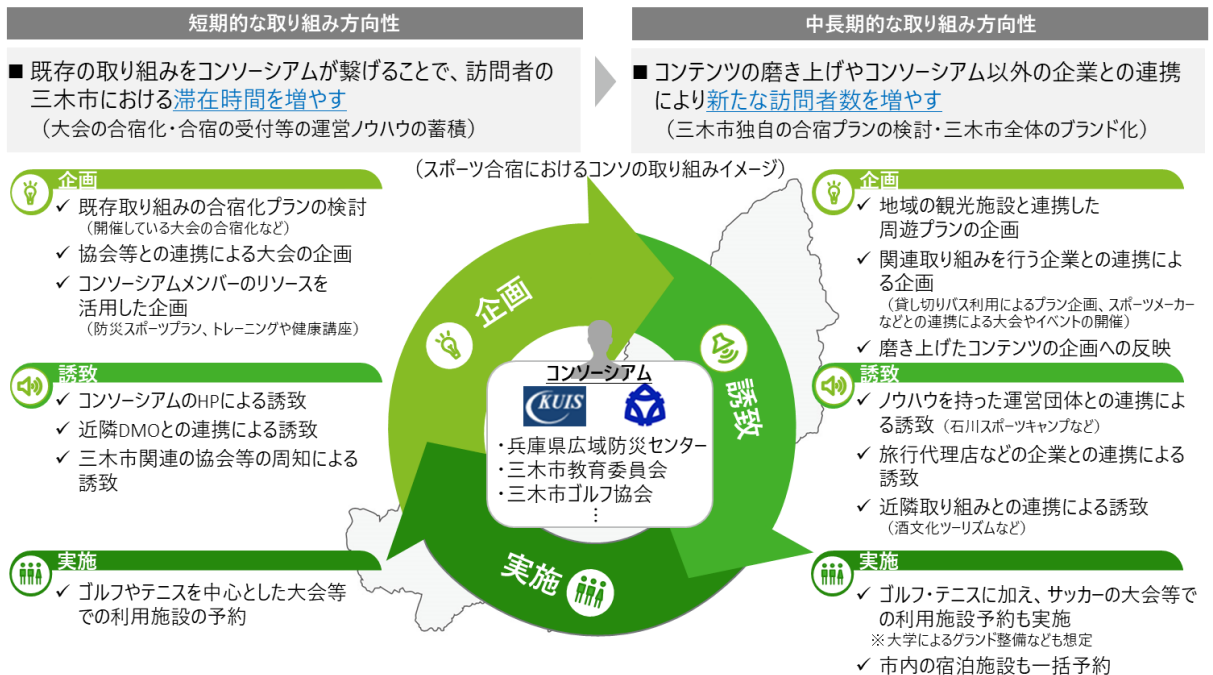 短期的な取り組み方向性
■ 既存の取り組みをコンソーシアムが繋げることで、訪問者の
三木市における滞在時間を増やす
（大会の合宿化・合宿の受付等の運営ノウハウの蓄積）
中長期的な取り組み方向性
■ コンテンツの磨き上げやコンソーシアム以外の企業との連携
により新たな訪問者数を増やす
（三木市独自の合宿プランの検討・三木市全体のブランド化）
（スポーツ合宿におけるコンソの取り組みイメージ）
企画
✓ 既存取り組みの合宿化プランの検討
（開催している大会の合宿化など）
✓ 協会等との連携による大会の企画
✓ コンソーシアムメンバーのリソースを
活用した企画
（防災スポーツプラン、トレーニングや健康講座）
誘致
✓ コンソーシアムのHPによる誘致
✓ 近隣DMOとの連携による誘致
✓ 三木市関連の協会等の周知による
誘致
実施
✓ ゴルフやテニスを中心とした大会等
での利用施設の予約
企画
誘致
実施
コンソーシアム
KUIS
・兵庫県広域防災センター
・三木市教育委員会
・三木市ゴルフ協会
⋮
企画
✓ 地域の観光施設と連携した
周遊プランの企画
✓ 関連取り組みを行う企業との連携によ
る企画
（貸し切りバス利用によるプラン企画、スポーツメーカー
などとの連携による大会やイベントの開催）
✓ 磨き上げたコンテンツの企画への反映
誘致
✓ ノウハウを持った運営団体との連携によ
る誘致（石川スポーツキャンプなど）
✓ 旅行代理店などの企業との連携による
誘致
✓ 近隣取り組みとの連携による誘致
（酒文化ツーリズムなど）
実施
✓ ゴルフ・テニスに加え、サッカーの大会等で
の利用施設予約も実施
※大学によるグランド整備なども想定
✓ 市内の宿泊施設も一括予約